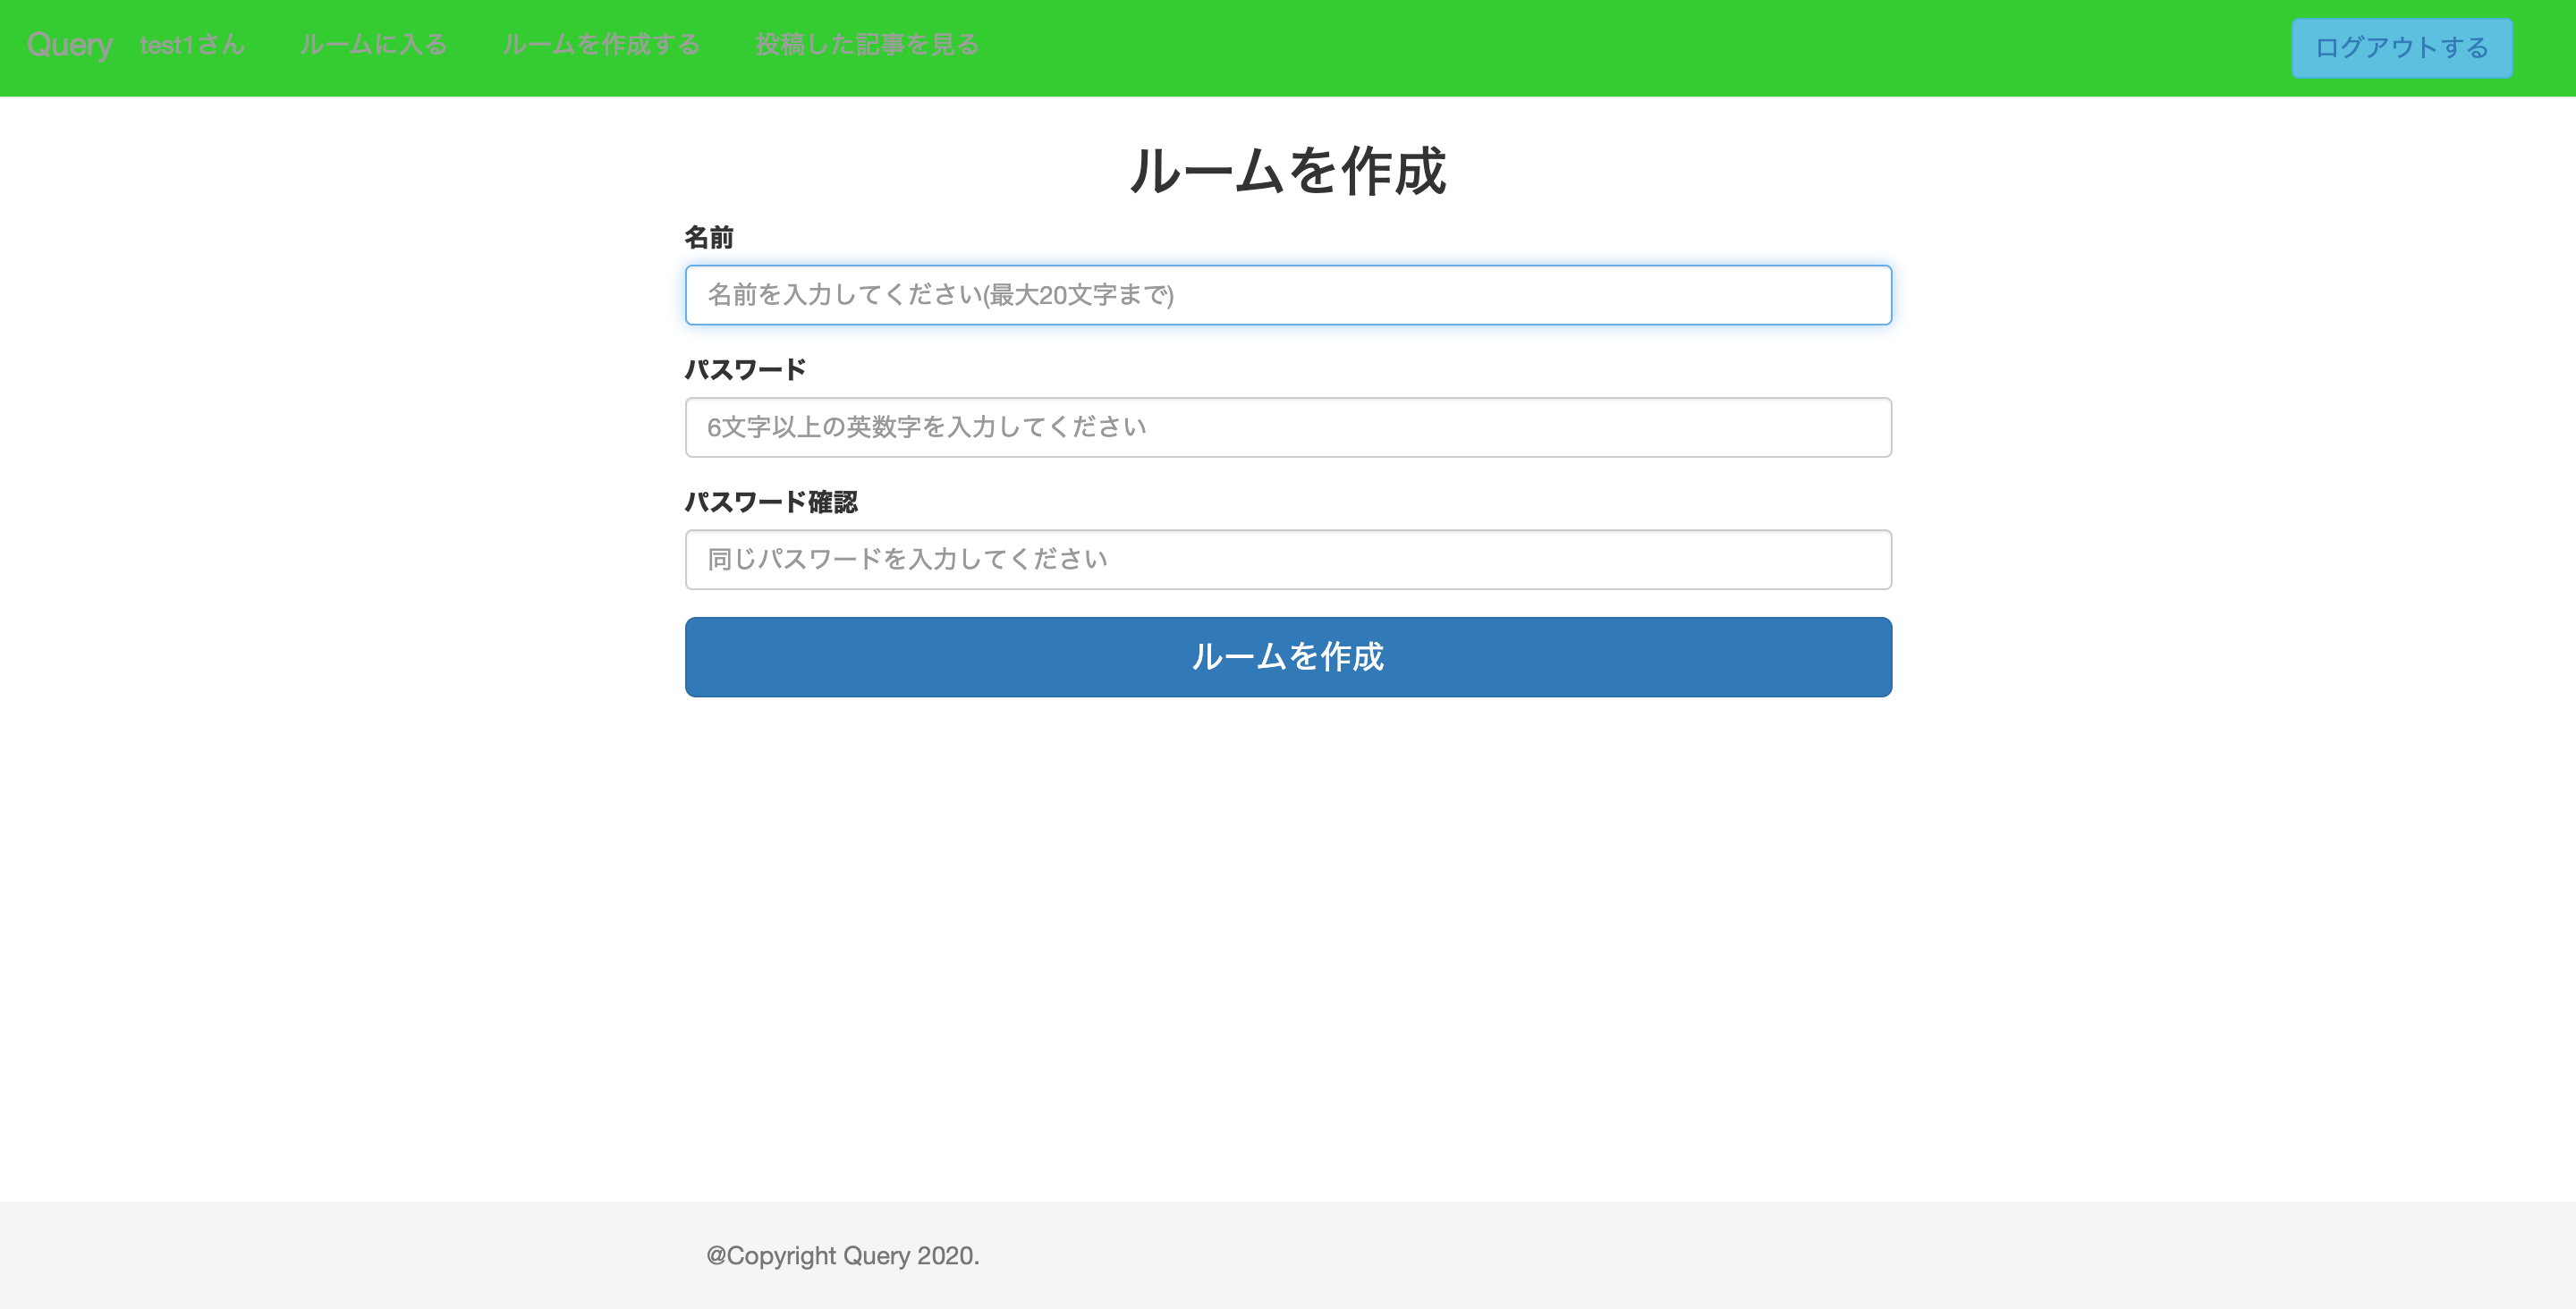 Query test1さん ルームに入る ルームを作成する 投稿した記事を見る ログアウトする
ルームを作成
名前
名前を入力してください(最大20文字まで)
パスワード
6文字以上の英数字を入力してください
パスワード確認
同じパスワードを入力してください
ルームを作成
@Copyright Query 2020.